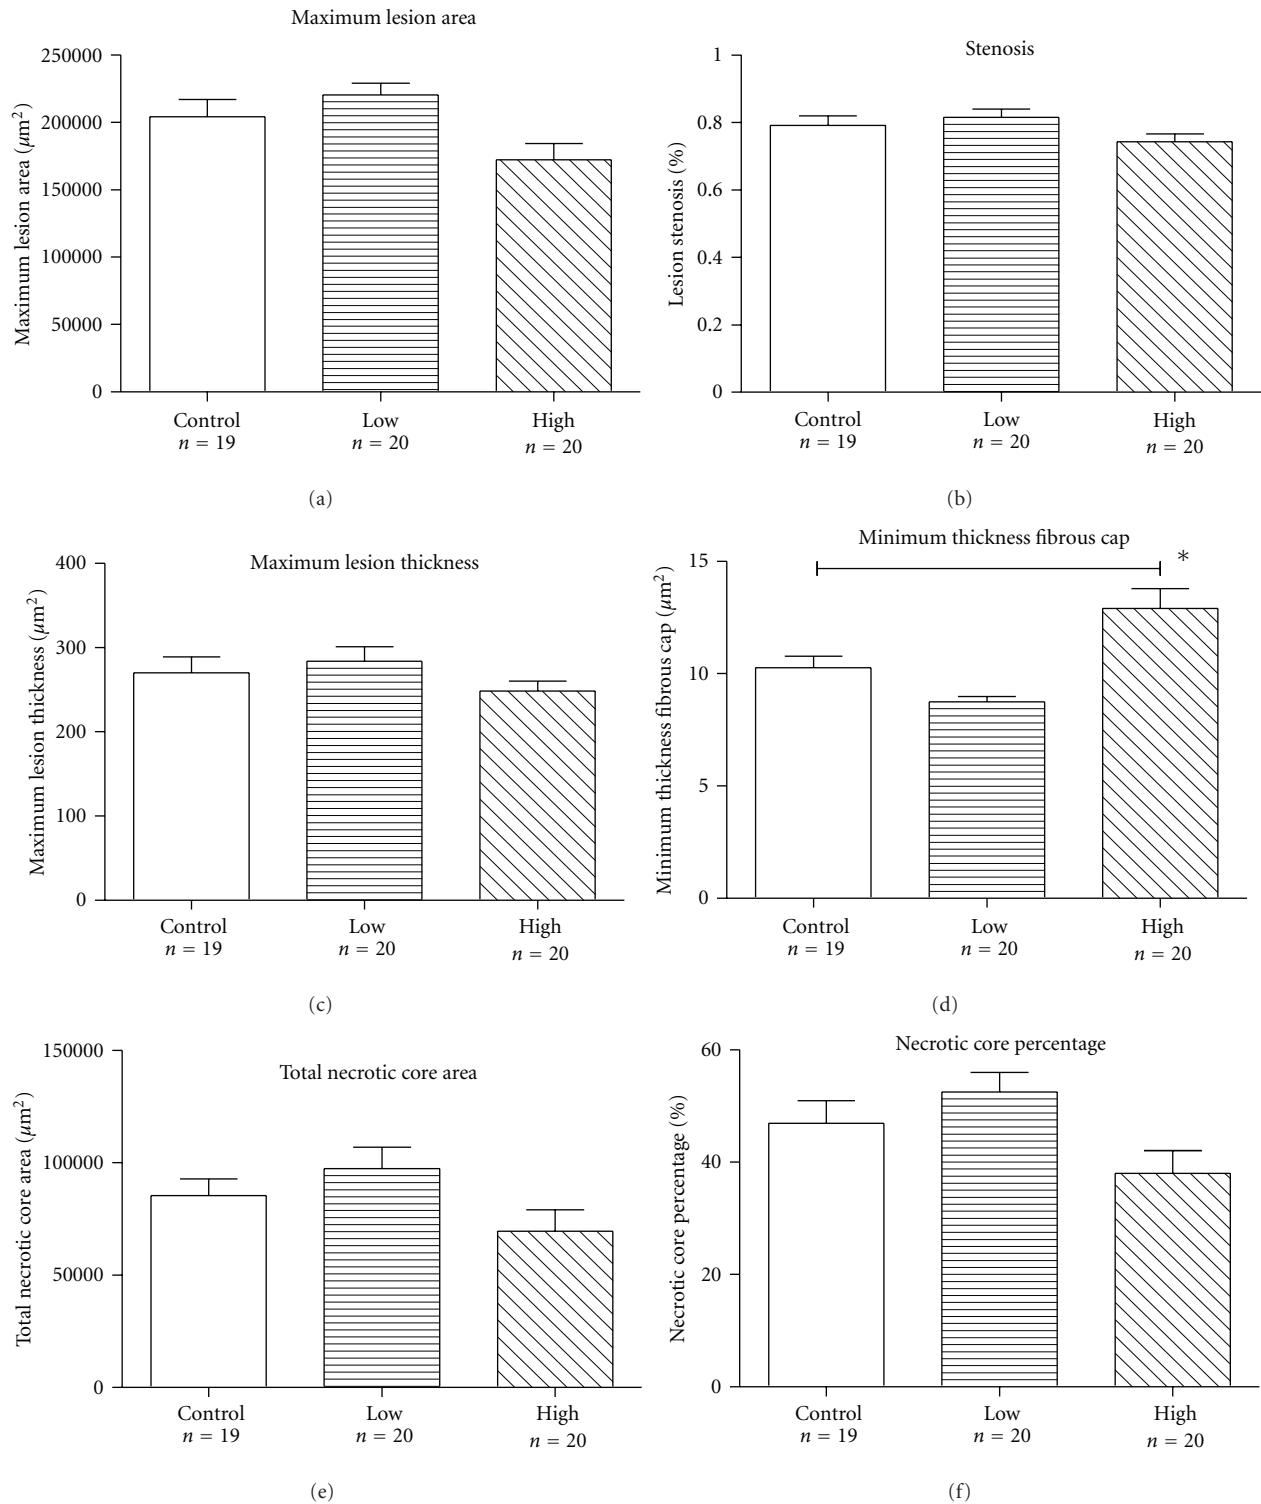 Maximum lesion area
Maximum lesion area (μm²)
250000
200000
150000
100000
50000
0
Control
n = 19
Low
n = 20
High
n = 20
(a)
Stenosis
Lesion stenosis (%)
1
0.8
0.6
0.4
0.2
0
Control
n = 19
Low
n = 20
High
n = 20
(b)
Maximum lesion thickness
Maximum lesion thickness (μm²)
400
300
200
100
0
Control
n = 19
Low
n = 20
High
n = 20
(c)
Minimum thickness fibrous cap
Minimum thickness fibrous cap (μm²)
15
10
5
0
*
Control
n = 19
Low
n = 20
High
n = 20
(d)
Total necrotic core area
Total necrotic core area (μm²)
150000
100000
50000
0
Control
n = 19
Low
n = 20
High
n = 20
(e)
Necrotic core percentage
Necrotic core percentage (%)
60
40
20
0
Control
n = 19
Low
n = 20
High
n = 20
(f)